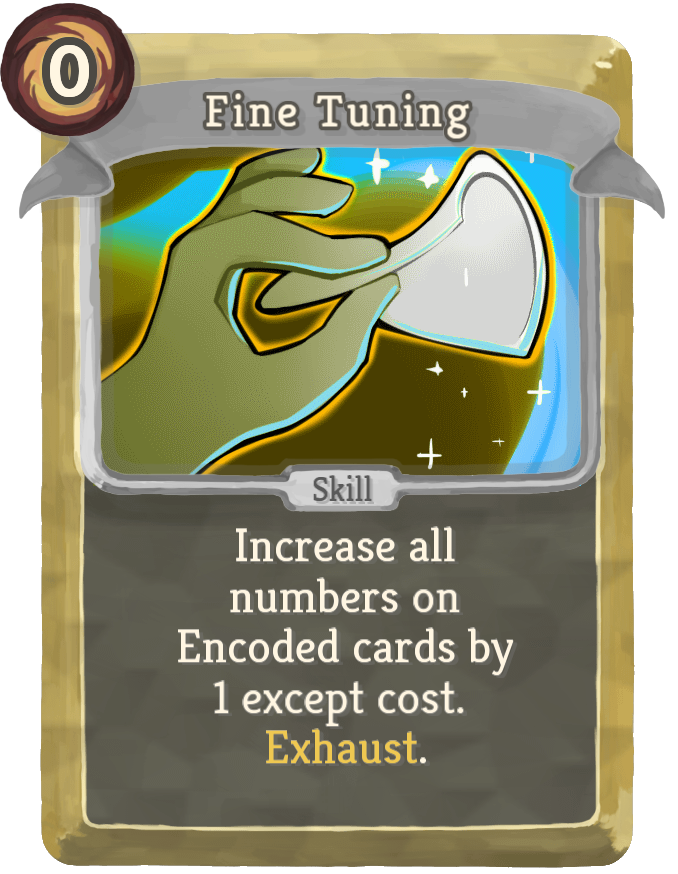 0
Fine Tuning
Skill
Increase all
numbers on
Encoded cards by
1 except cost.
Exhaust.